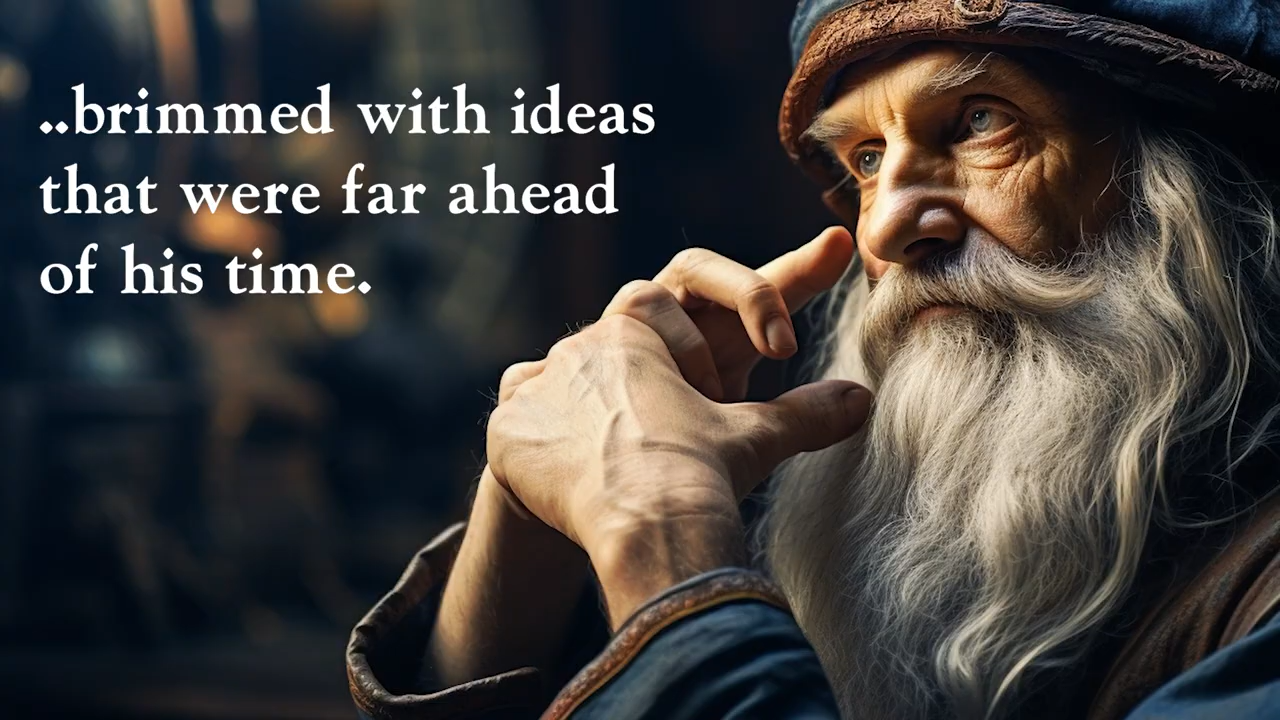 ..brimmed with ideas
that were far ahead
of his time.